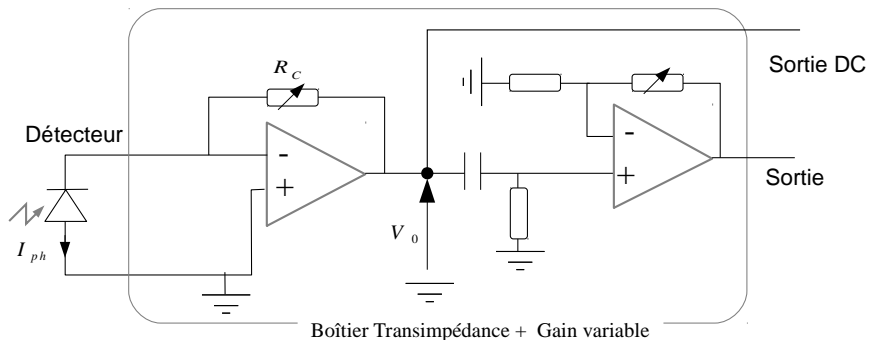 R C
Sortie DC
Détecteur
-
+
-
+
Sortie
I ph
V 0
Boîtier Transimpédance + Gain variable